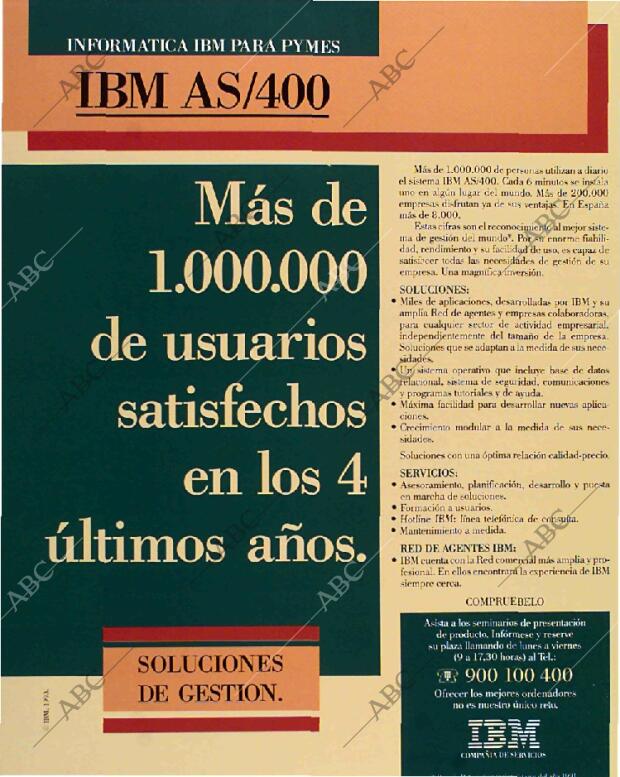 INFORMATICA IBM PARA PYMES
IBM AS/400
Más de
1.000.000
de usuarios
satisfechos
en los 4
últimos años.
SOLUCIONES
DE GESTION.
© IBM, 1993.
Más de 1.000.000 de personas utilizan a diario
el sistema IBM AS/400. Cada 6 minutos se instala
uno en algún lugar del mundo. Más de 200.000
empresas disfrutan ya de sus ventajas. En España
más de 8.000.
Estas cifras son el reconocimiento al mejor siste-
ma de gestión del mundo*. Por su enorme fiabili-
dad, rendimiento y su facilidad de uso, es capaz de
satisfacer todas las necesidades de gestión de su
empresa. Una magnífica inversión.
SOLUCIONES:
• Miles de aplicaciones, desarrolladas por IBM y su
amplia Red de agentes y empresas colaboradoras,
para cualquier sector de actividad empresarial,
independientemente del tamaño de la empresa.
Soluciones que se adaptan a la medida de sus nece-
sidades.
• Un sistema operativo que incluye base de datos
relacional, sistema de seguridad, comunicaciones
y programas tutoriales y de ayuda.
• Máxima facilidad para desarrollar nuevas aplica-
ciones.
• Crecimiento modular a la medida de sus nece-
sidades.
Soluciones con una óptima relación calidad-precio.
SERVICIOS:
• Asesoramiento, planificación, desarrollo y puesta
en marcha de soluciones.
• Formación a usuarios.
• Hotline IBM: línea telefónica de consulta.
• Mantenimiento a medida.
RED DE AGENTES IBM:
• IBM cuenta con la Red comercial más amplia y pro-
fesional. En ellos encontrará la experiencia de IBM
siempre cerca.
COMPRUEBELO
Asista a los seminarios de presentación
de producto. Infórmese y reserve
su plaza llamando de lunes a viernes
(9 a 17,30 horas) al Tel.:
☎ 900 100 400
Ofrecer los mejores ordenadores
no es nuestro único reto.
IBM
COMPAÑIA DE SERVICIOS